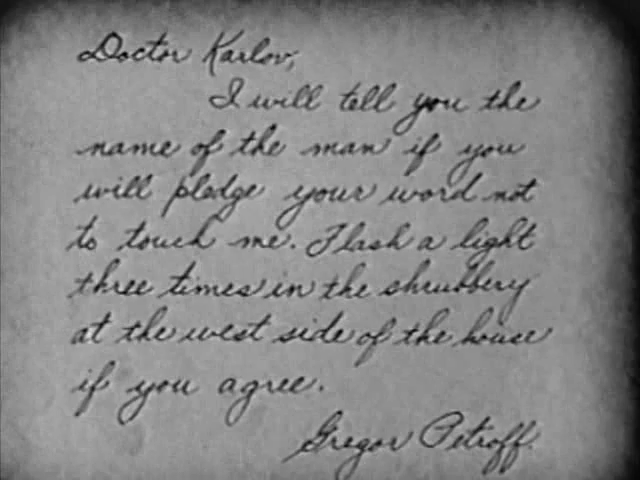 Doctor Karlov,
I will tell you the
name of the man if you
will pledge your word not
to touch me. Flash a light
three times in the shrubbery
at the west side of the house
if you agree.
Gregor Petroff.